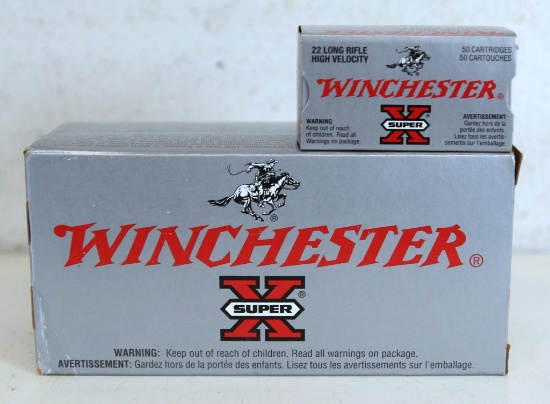 22 LONG RIFLE
HIGH VELOCITY
50 CARTRIDGES
50 CARTOUCHES
WINCHESTER
WARNING:
Keep out of reach
of children. Read all
Warnings on package.
SUPER X ®
AVERTISSEMENT:
Gardez hors de la
portée des enfants.
Lisez tous les avertis-
sements sur l'emballage.
WINCHESTER ®
SUPER X ®
WARNING: Keep out of reach of children. Read all warnings on package.
AVERTISSEMENT: Gardez hors de la portée des enfants. Lisez tous les avertissements sur l'emballage.